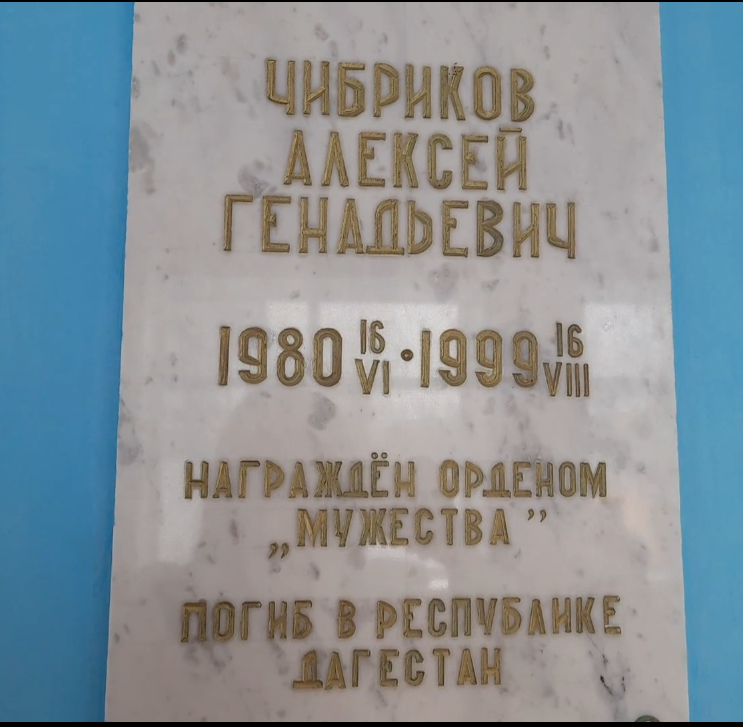 ЧИБРИКОВ
АЛЕКСЕЙ
ГЕНАДЬЕВИЧ
1980 16/VI · 1999 16/VIII
НАГРАЖДЁН ОРДЕНОМ
„МУЖЕСТВА”
ПОГИБ В РЕСПУБЛИКЕ
ДАГЕСТАН